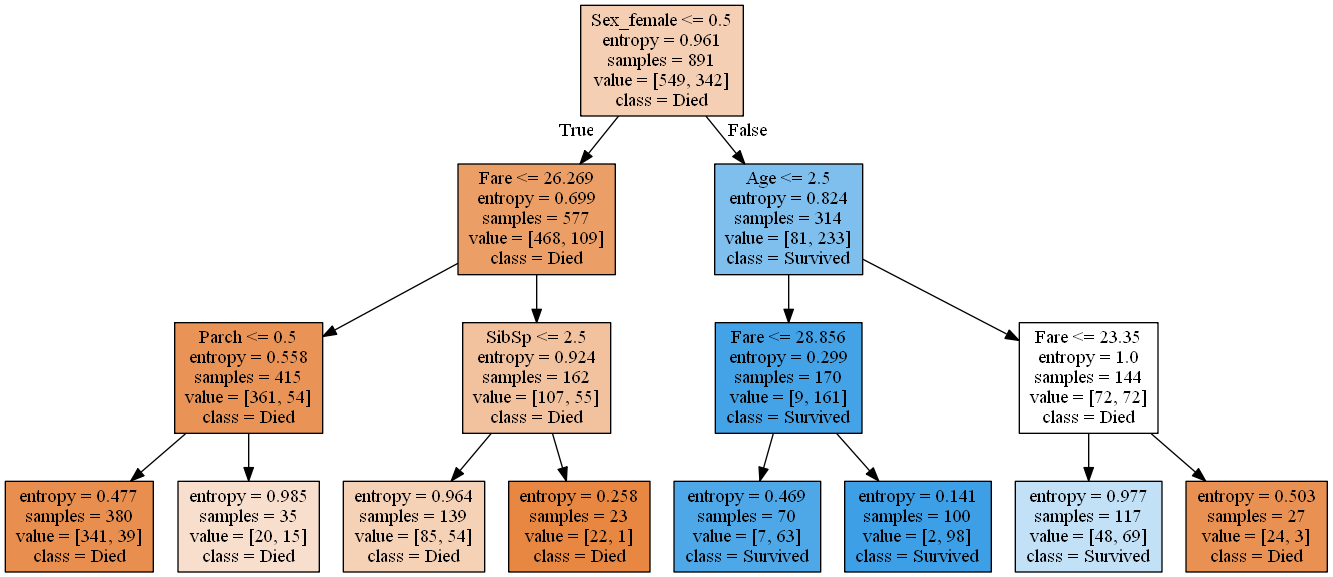 Sex_female <= 0.5
entropy = 0.961
samples = 891
value = [549, 342]
class = Died
True
False
Fare <= 26.269
entropy = 0.699
samples = 577
value = [468, 109]
class = Died
Age <= 2.5
entropy = 0.824
samples = 314
value = [81, 233]
class = Survived
Parch <= 0.5
entropy = 0.558
samples = 415
value = [361, 54]
class = Died
SibSp <= 2.5
entropy = 0.924
samples = 162
value = [107, 55]
class = Died
Fare <= 28.856
entropy = 0.299
samples = 170
value = [9, 161]
class = Survived
Fare <= 23.35
entropy = 1.0
samples = 144
value = [72, 72]
class = Died
entropy = 0.477
samples = 380
value = [341, 39]
class = Died
entropy = 0.985
samples = 35
value = [20, 15]
class = Died
entropy = 0.964
samples = 139
value = [85, 54]
class = Died
entropy = 0.258
samples = 23
value = [22, 1]
class = Died
entropy = 0.469
samples = 70
value = [7, 63]
class = Survived
entropy = 0.141
samples = 100
value = [2, 98]
class = Survived
entropy = 0.977
samples = 117
value = [48, 69]
class = Survived
entropy = 0.503
samples = 27
value = [24, 3]
class = Died